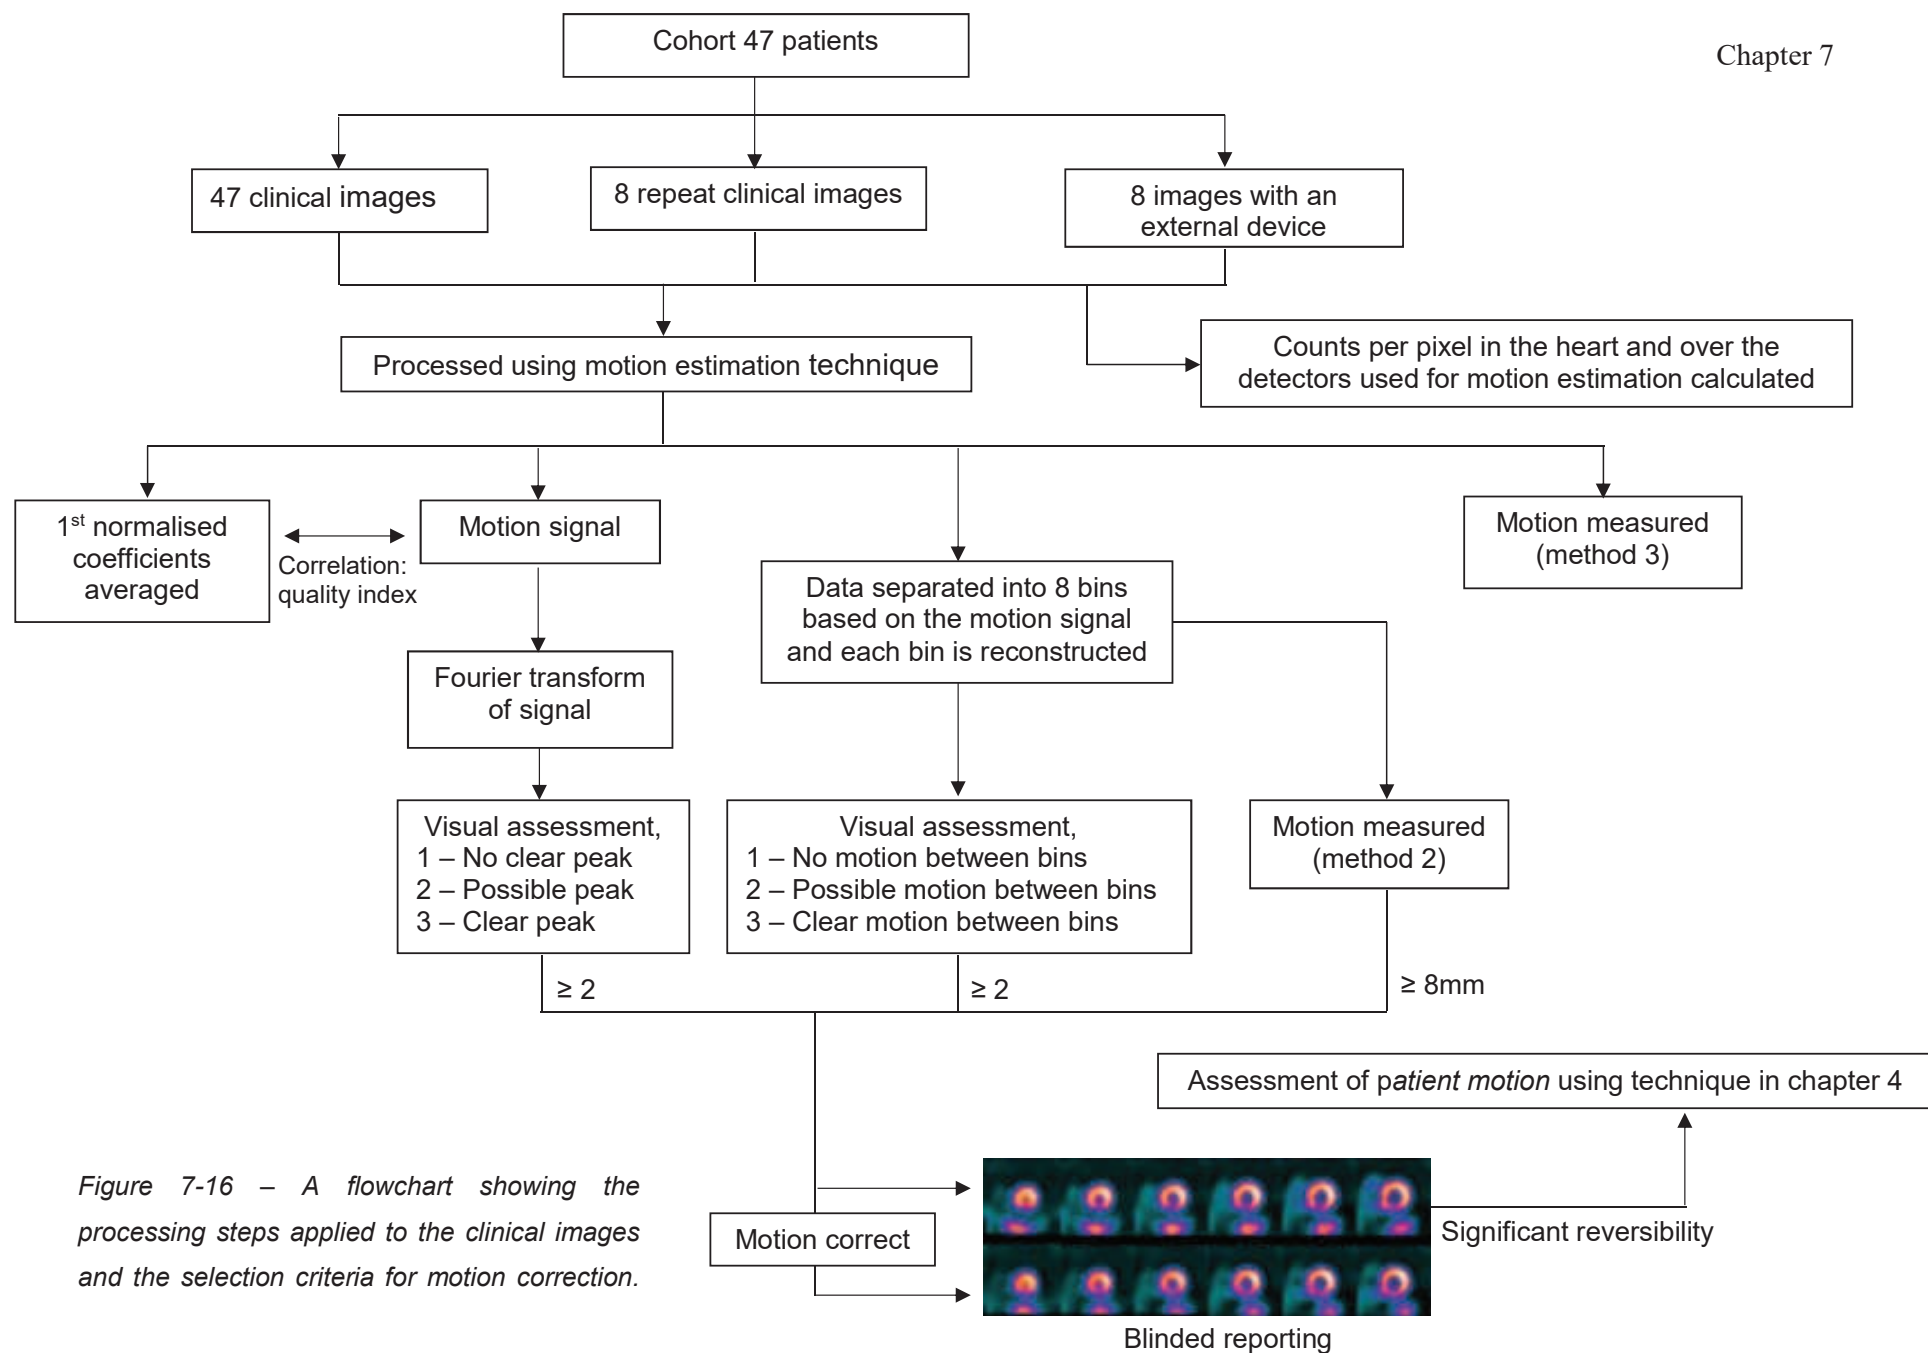 Chapter 7
Cohort 47 patients
47 clinical images
8 repeat clinical images
8 images with an
external device
Processed using motion estimation technique
Counts per pixel in the heart and over the
detectors used for motion estimation calculated
1st normalised
coefficients
averaged
Correlation:
quality index
Motion signal
Motion measured
(method 3)
Data separated into 8 bins
based on the motion signal
and each bin is reconstructed
Fourier transform
of signal
Visual assessment,
1 – No clear peak
2 – Possible peak
3 – Clear peak
Visual assessment,
1 – No motion between bins
2 – Possible motion between bins
3 – Clear motion between bins
Motion measured
(method 2)
≥ 2
≥ 2
≥ 8mm
Assessment of patient motion using technique in chapter 4
Motion correct
Significant reversibility
Blinded reporting
Figure 7-16 – A flowchart showing the
processing steps applied to the clinical images
and the selection criteria for motion correction.